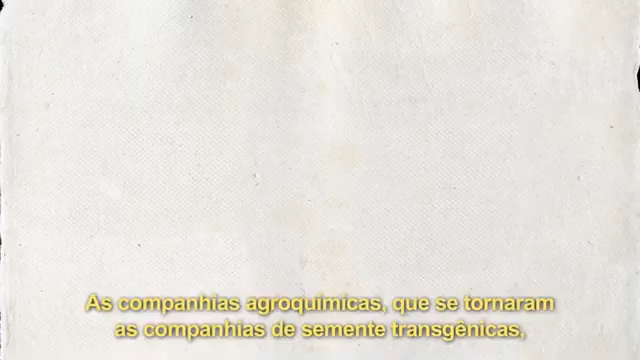 As companhias agroquímicas, que se tornaram
as companhias de semente transgênicas,